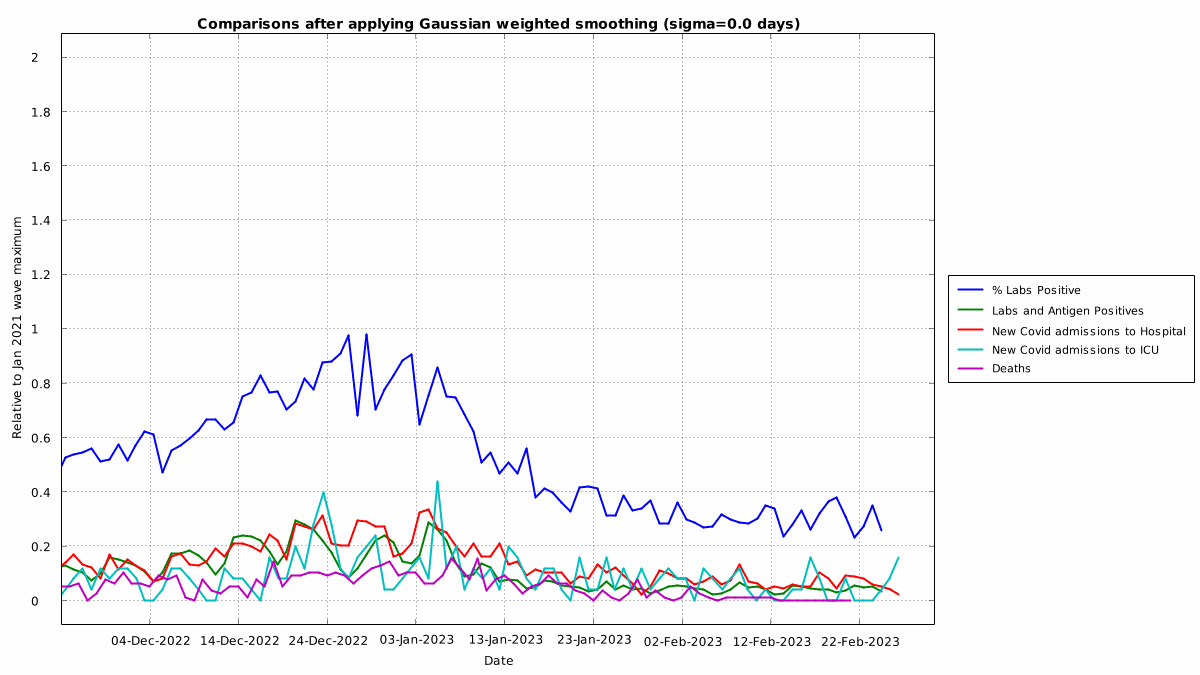 Comparisons after applying Gaussian weighted smoothing (sigma=0.0 days)
2
1.8
1.6
1.4
1.2
1
0.8
0.6
0.4
0.2
0
Relative to Jan 2021 wave maximum
04-Dec-2022 14-Dec-2022 24-Dec-2022 03-Jan-2023 13-Jan-2023 23-Jan-2023 02-Feb-2023 12-Feb-2023 22-Feb-2023
Date
% Labs Positive
Labs and Antigen Positives
New Covid admissions to Hospital
New Covid admissions to ICU
Deaths